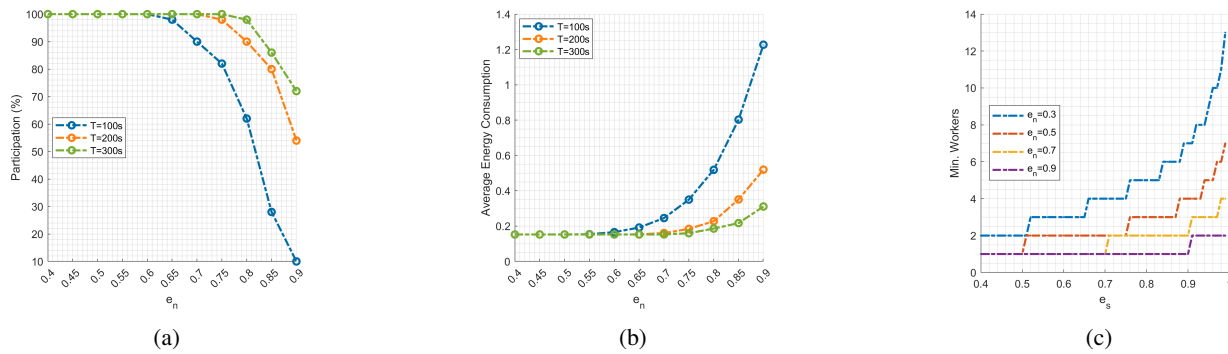 100
90
80
70
60
50
40
30
20
10
Participation (%)
T=100s
T=200s
T=300s
0.4
0.45
0.5
0.55
0.6
0.65
0.7
0.75
0.8
0.85
0.9
e_n
(a)
1.4
1.2
1
0.8
0.6
0.4
0.2
0
Average Energy Consumption
T=100s
T=200s
T=300s
0.4
0.45
0.5
0.55
0.6
0.65
0.7
0.75
0.8
0.85
0.9
e_n
(b)
14
12
10
8
6
4
2
0
Min. Workers
e_n=0.3
e_n=0.5
e_n=0.7
e_n=0.9
0.4
0.5
0.6
0.7
0.8
0.9
e_s
(c)